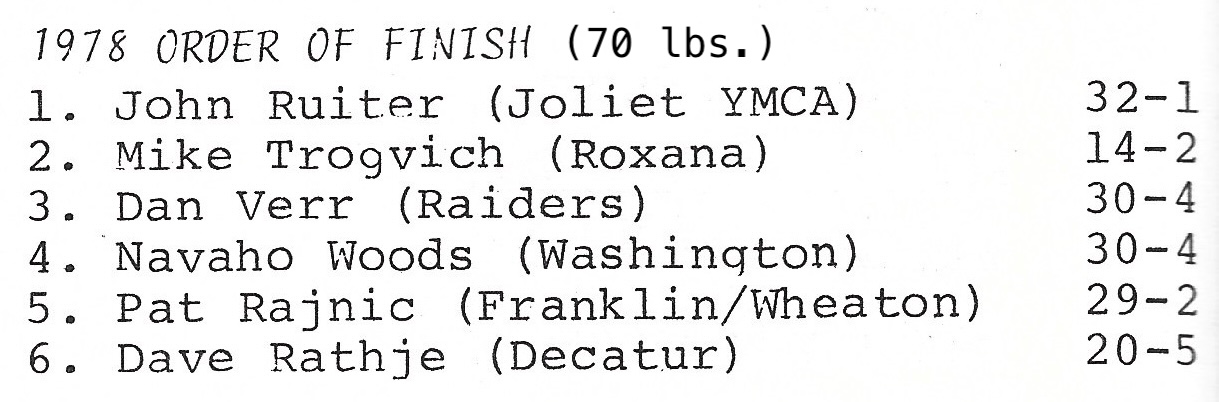 1978 ORDER OF FINISH (70 lbs.)
1. John Ruiter (Joliet YMCA) 32-1
2. Mike Trogvich (Roxana) 14-2
3. Dan Verr (Raiders) 30-4
4. Navaho Woods (Washington) 30-4
5. Pat Rajnic (Franklin/Wheaton) 29-2
6. Dave Rathje (Decatur) 20-5